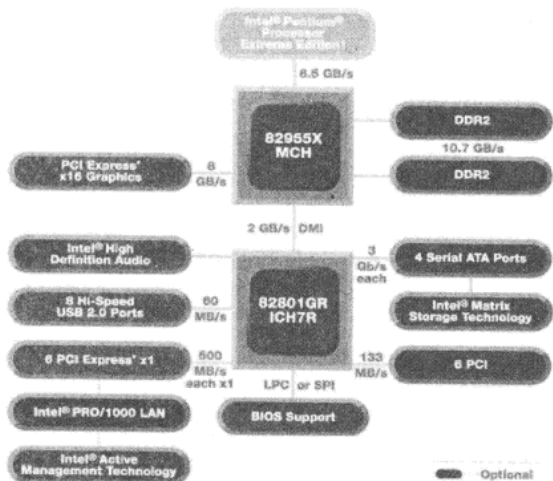 Intel® Pentium®
Processor
Extreme Edition†
8.5 GB/s
82955X
MCH
DDR2
10.7 GB/s
DDR2
PCI Express*
x16 Graphics
8
GB/s
2 GB/s DMI
Intel® High
Definition Audio
3
Gb/s
each
4 Serial ATA Ports
8 Hi-Speed
USB 2.0 Ports
60
MB/s
82801GR
ICH7R
Intel® Matrix
Storage Technology
6 PCI Express* x1
500
MB/s
each x1
133
MB/s
6 PCI
LPC or SPI
Intel® PRO/1000 LAN
BIOS Support
Intel® Active
Management Technology
Optional